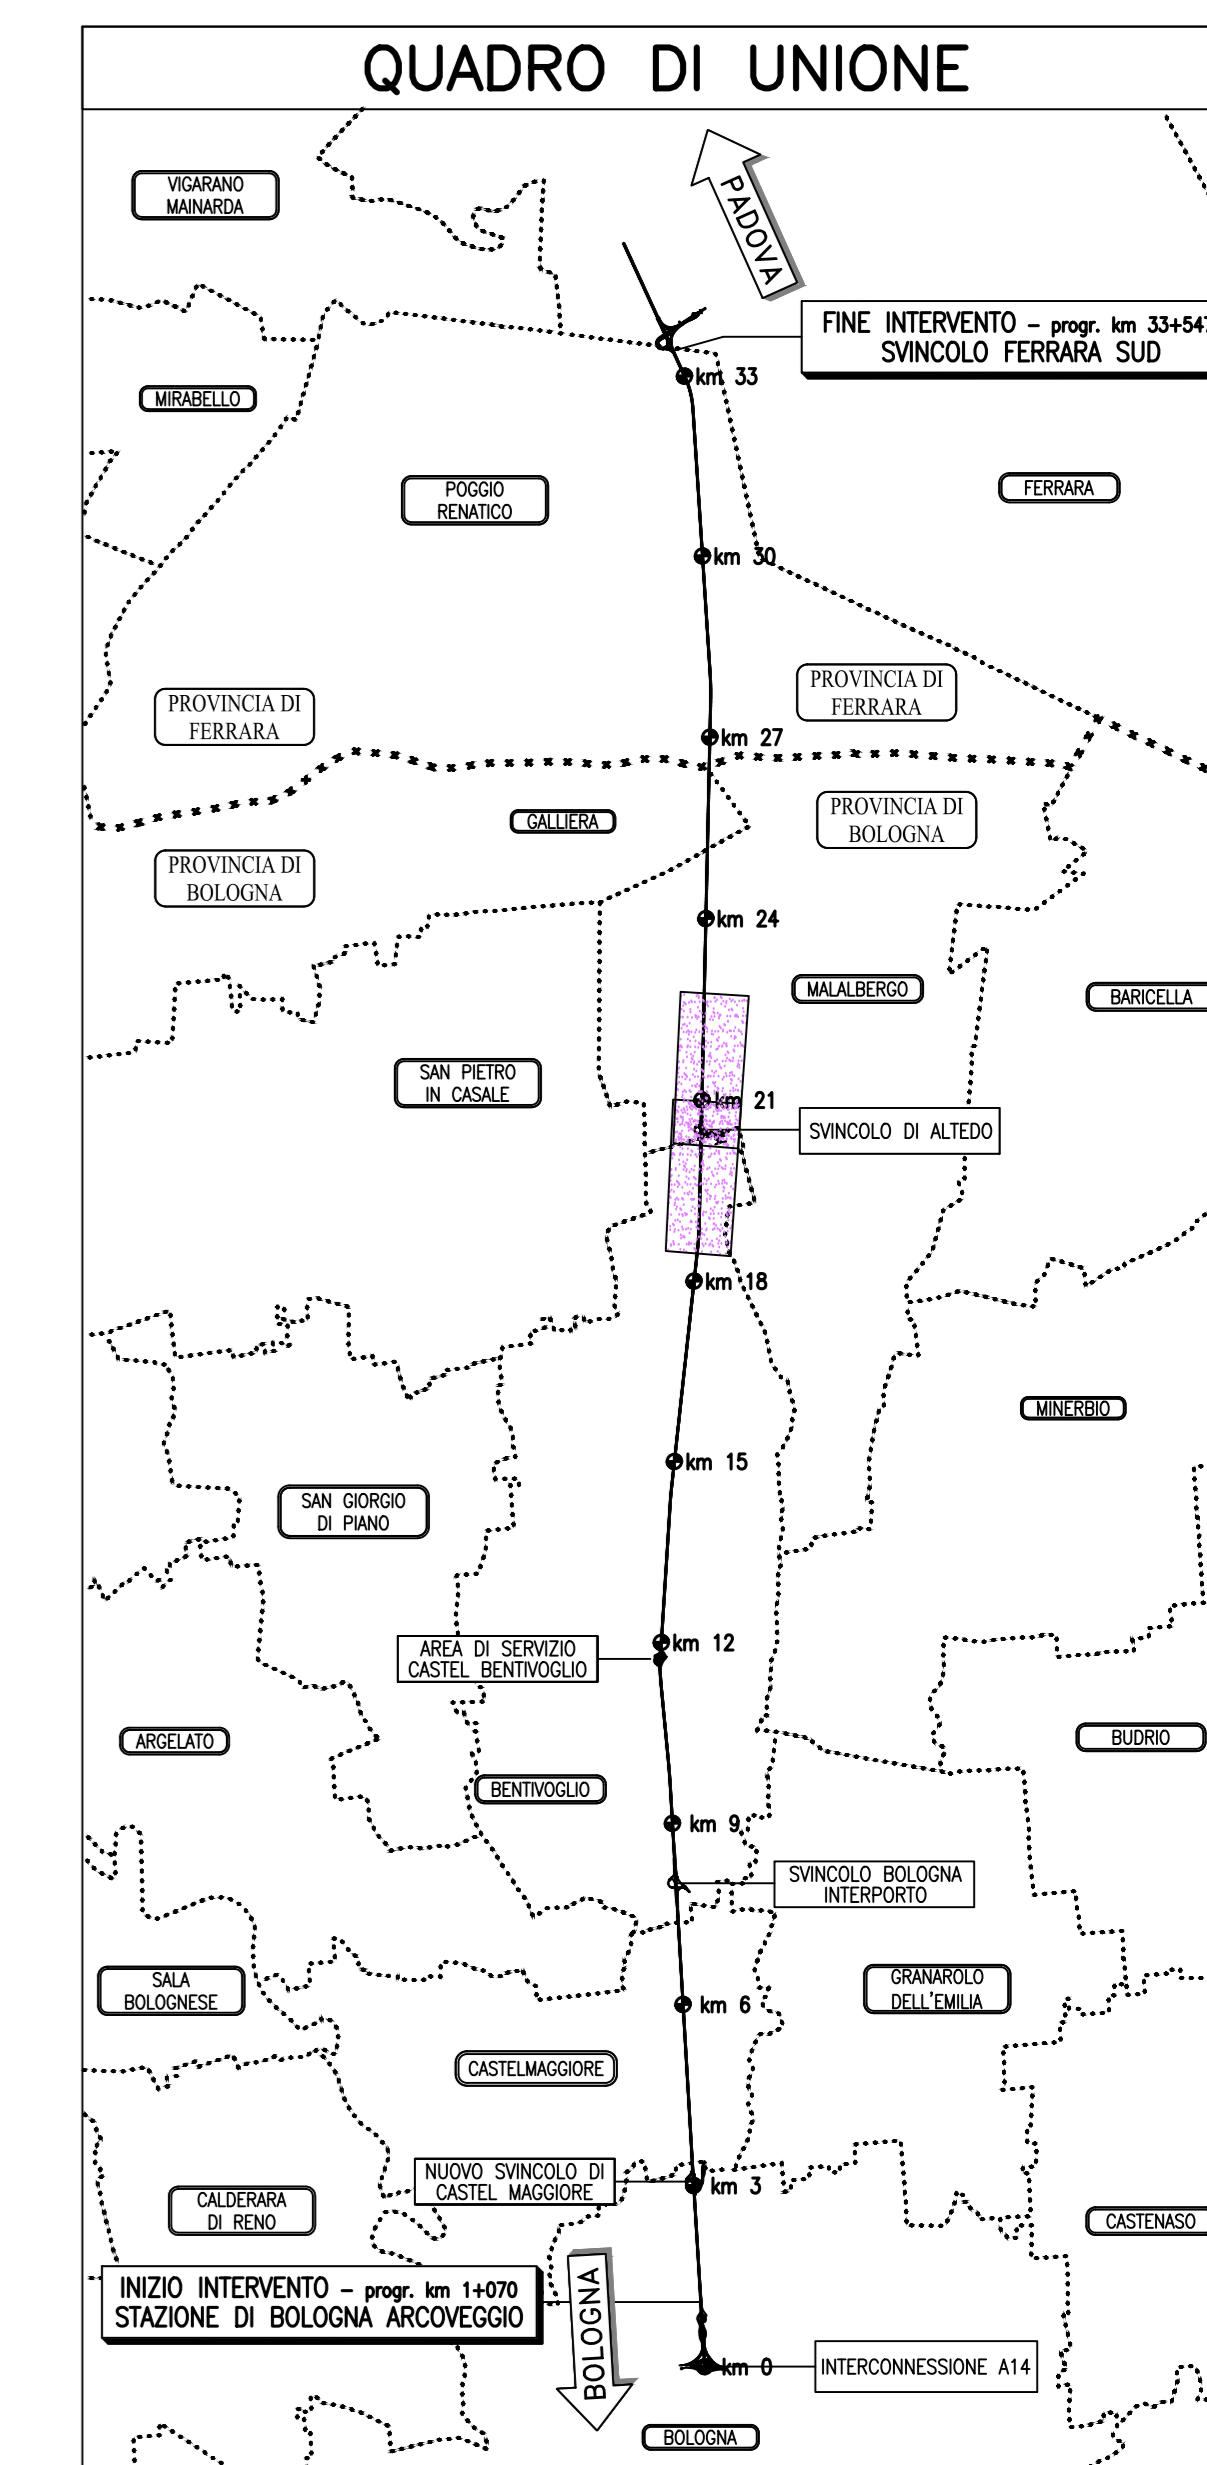 QUADRO DI UNIONE
PADOVA
VIGARANO
MAINARDA
FINE INTERVENTO – progr. km 33+547
SVINCOLO FERRARA SUD
km 33
MIRABELLO
POGGIO
RENATICO
FERRARA
km 30
PROVINCIA DI
FERRARA
PROVINCIA DI
FERRARA
km 27
GALLIERA
PROVINCIA DI
BOLOGNA
PROVINCIA DI
BOLOGNA
km 24
MALALBERGO
BARICELLA
SAN PIETRO
IN CASALE
km 21
SVINCOLO DI ALTEDO
km 18
MINERBIO
km 15
SAN GIORGIO
DI PIANO
km 12
AREA DI SERVIZIO
CASTEL BENTIVOGLIO
ARGELATO
BUDRIO
BENTIVOGLIO
km 9
SVINCOLO BOLOGNA
INTERPORTO
SALA
BOLOGNESE
GRANAROLO
DELL'EMILIA
km 6
CASTELMAGGIORE
NUOVO SVINCOLO DI
CASTEL MAGGIORE
km 3
CALDERARA
DI RENO
CASTENASO
INIZIO INTERVENTO – progr. km 1+070
STAZIONE DI BOLOGNA ARCOVEGGIO
BOLOGNA
km 0
INTERCONNESSIONE A14
BOLOGNA